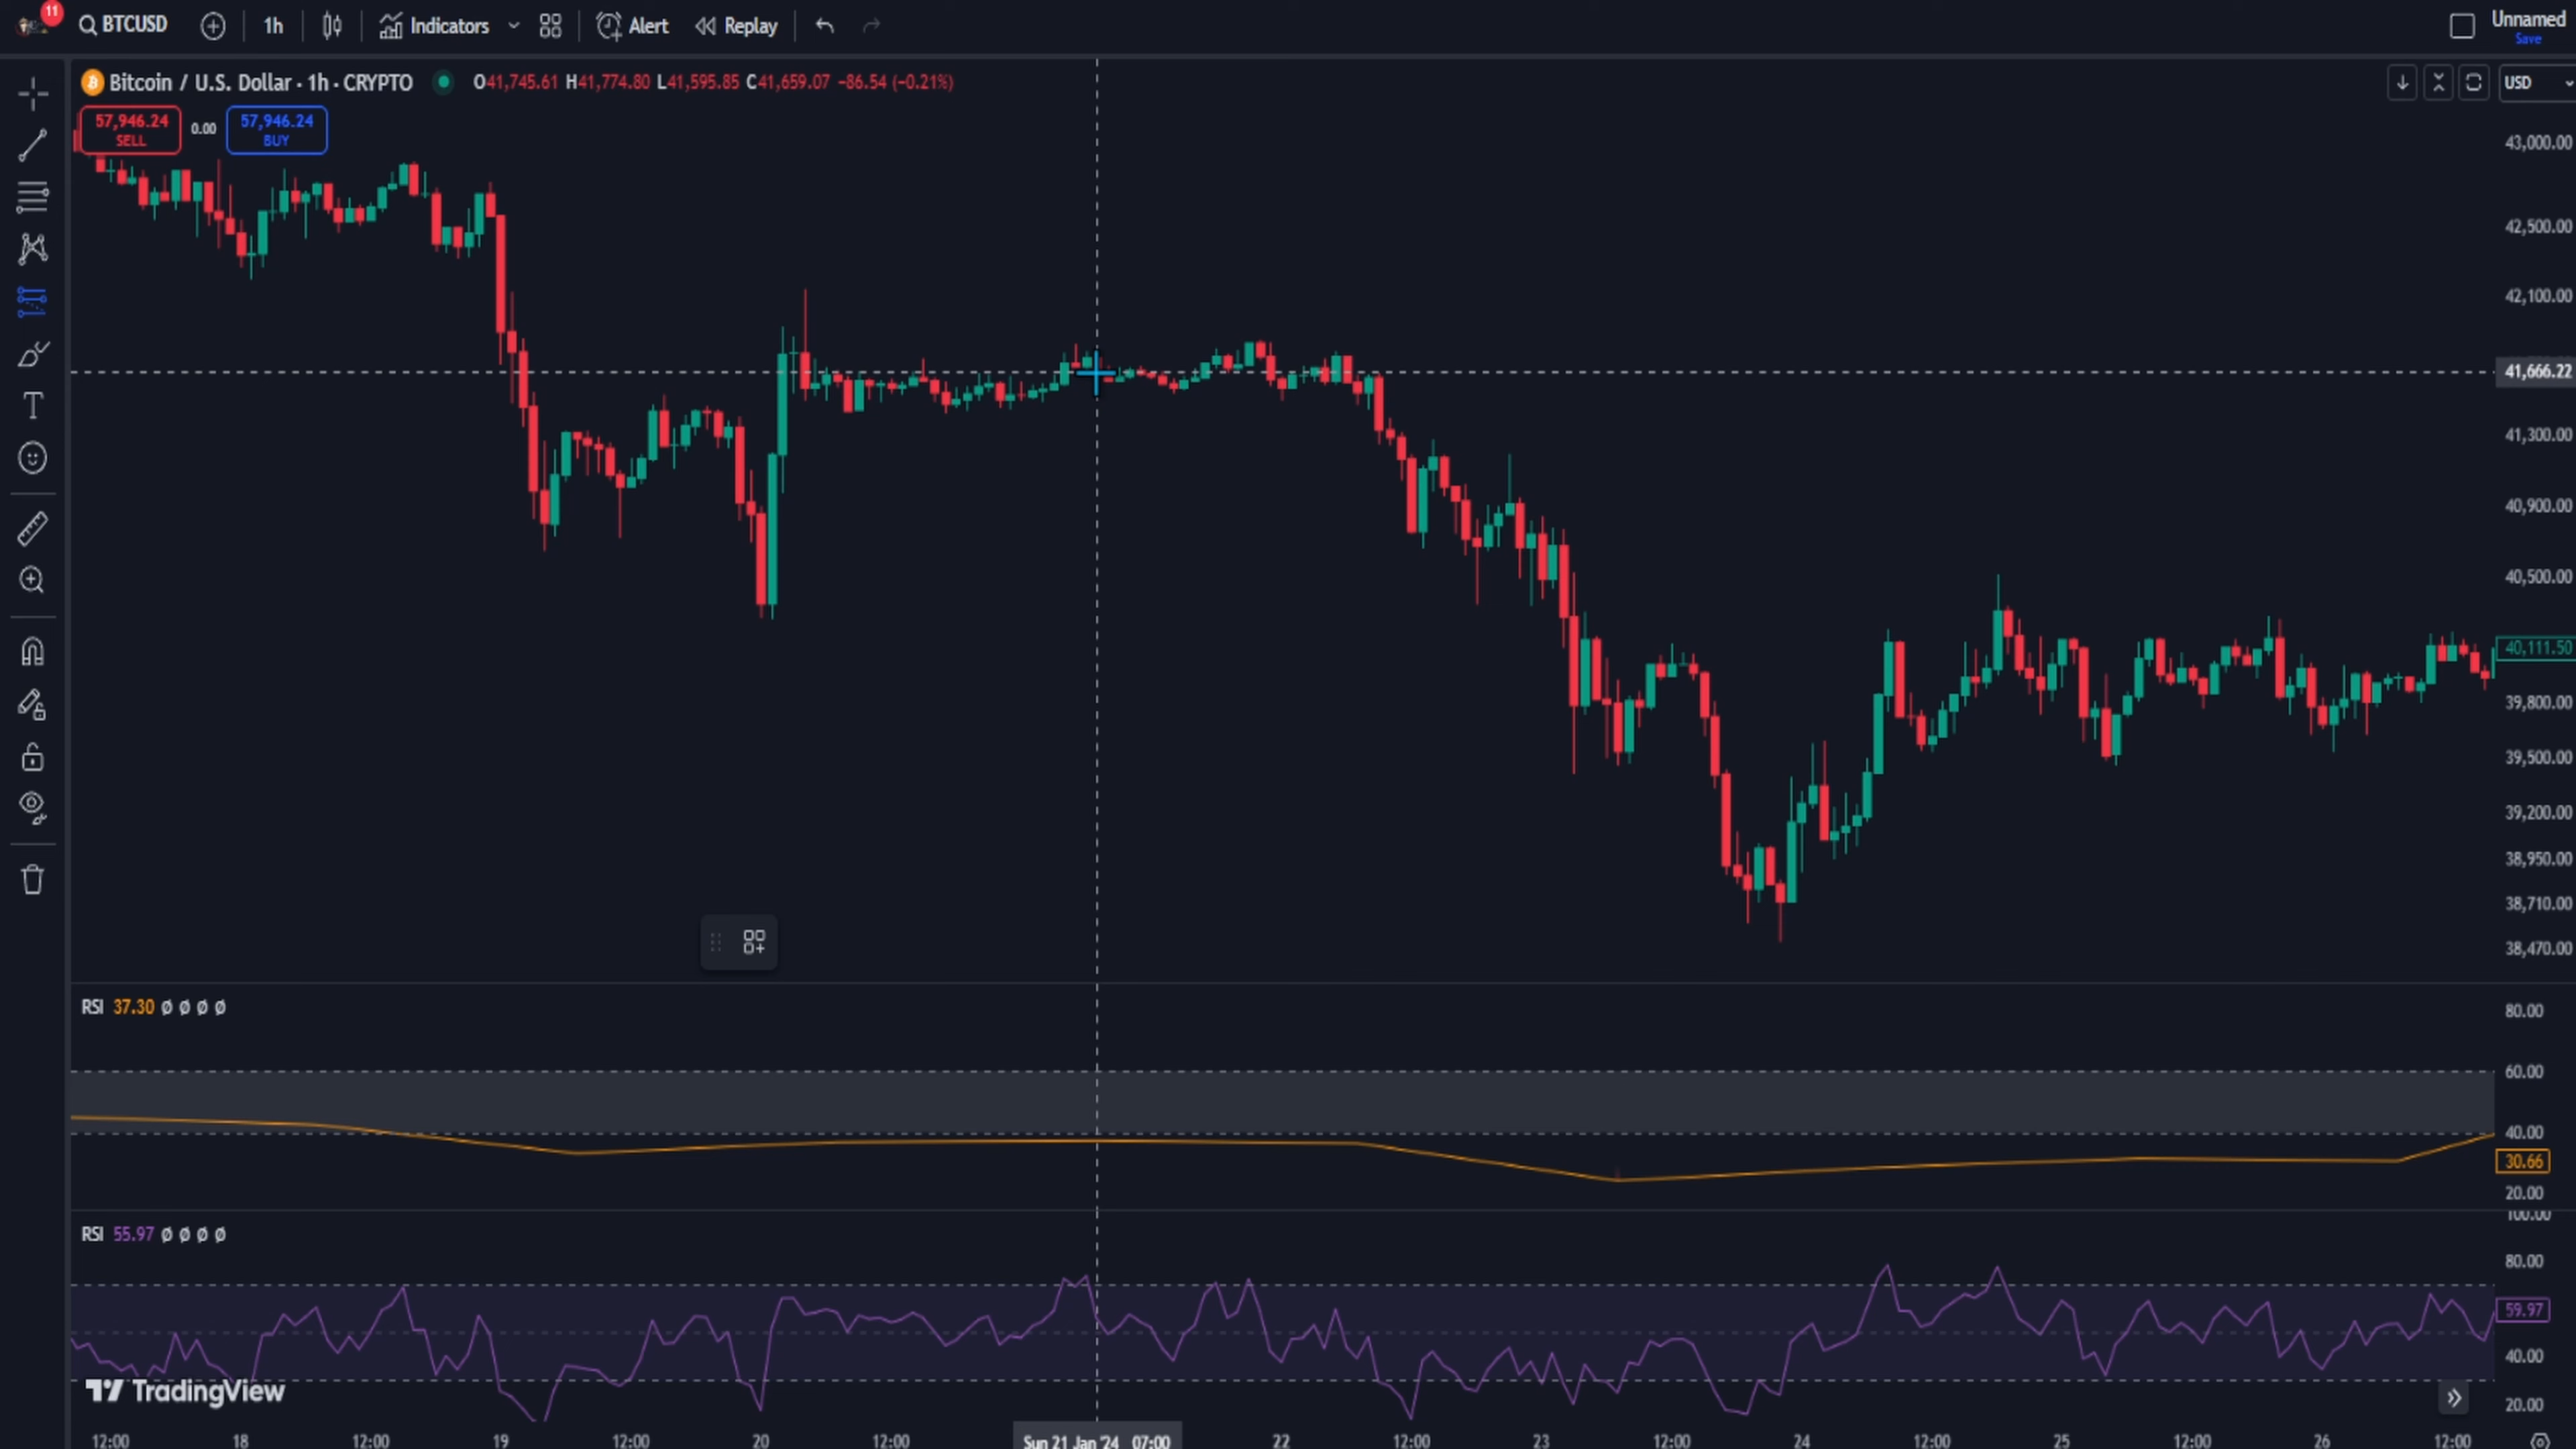 11
BTCUSD
1h
Indicators
Alert
Replay
Unnamed
Save
Bitcoin / U.S. Dollar · 1h · CRYPTO
O41,745.61 H41,774.80 L41,595.85 C41,659.07 −86.54 (−0.21%)
USD
57,946.24
SELL
0.00
57,946.24
BUY
43,000.00
42,500.00
42,100.00
41,666.22
41,300.00
40,900.00
40,500.00
40,111.50
39,800.00
39,500.00
39,200.00
38,950.00
38,710.00
38,470.00
RSI 37.30 ø ø ø ø
80.00
60.00
40.00
30.66
20.00
RSI 55.97 ø ø ø ø
100.00
80.00
59.97
40.00
20.00
TradingView
12:00 18 12:00 19 12:00 20 12:00 Sun 21 Jan '24 07:00 22 12:00 23 12:00 24 12:00 25 12:00 26 12:00